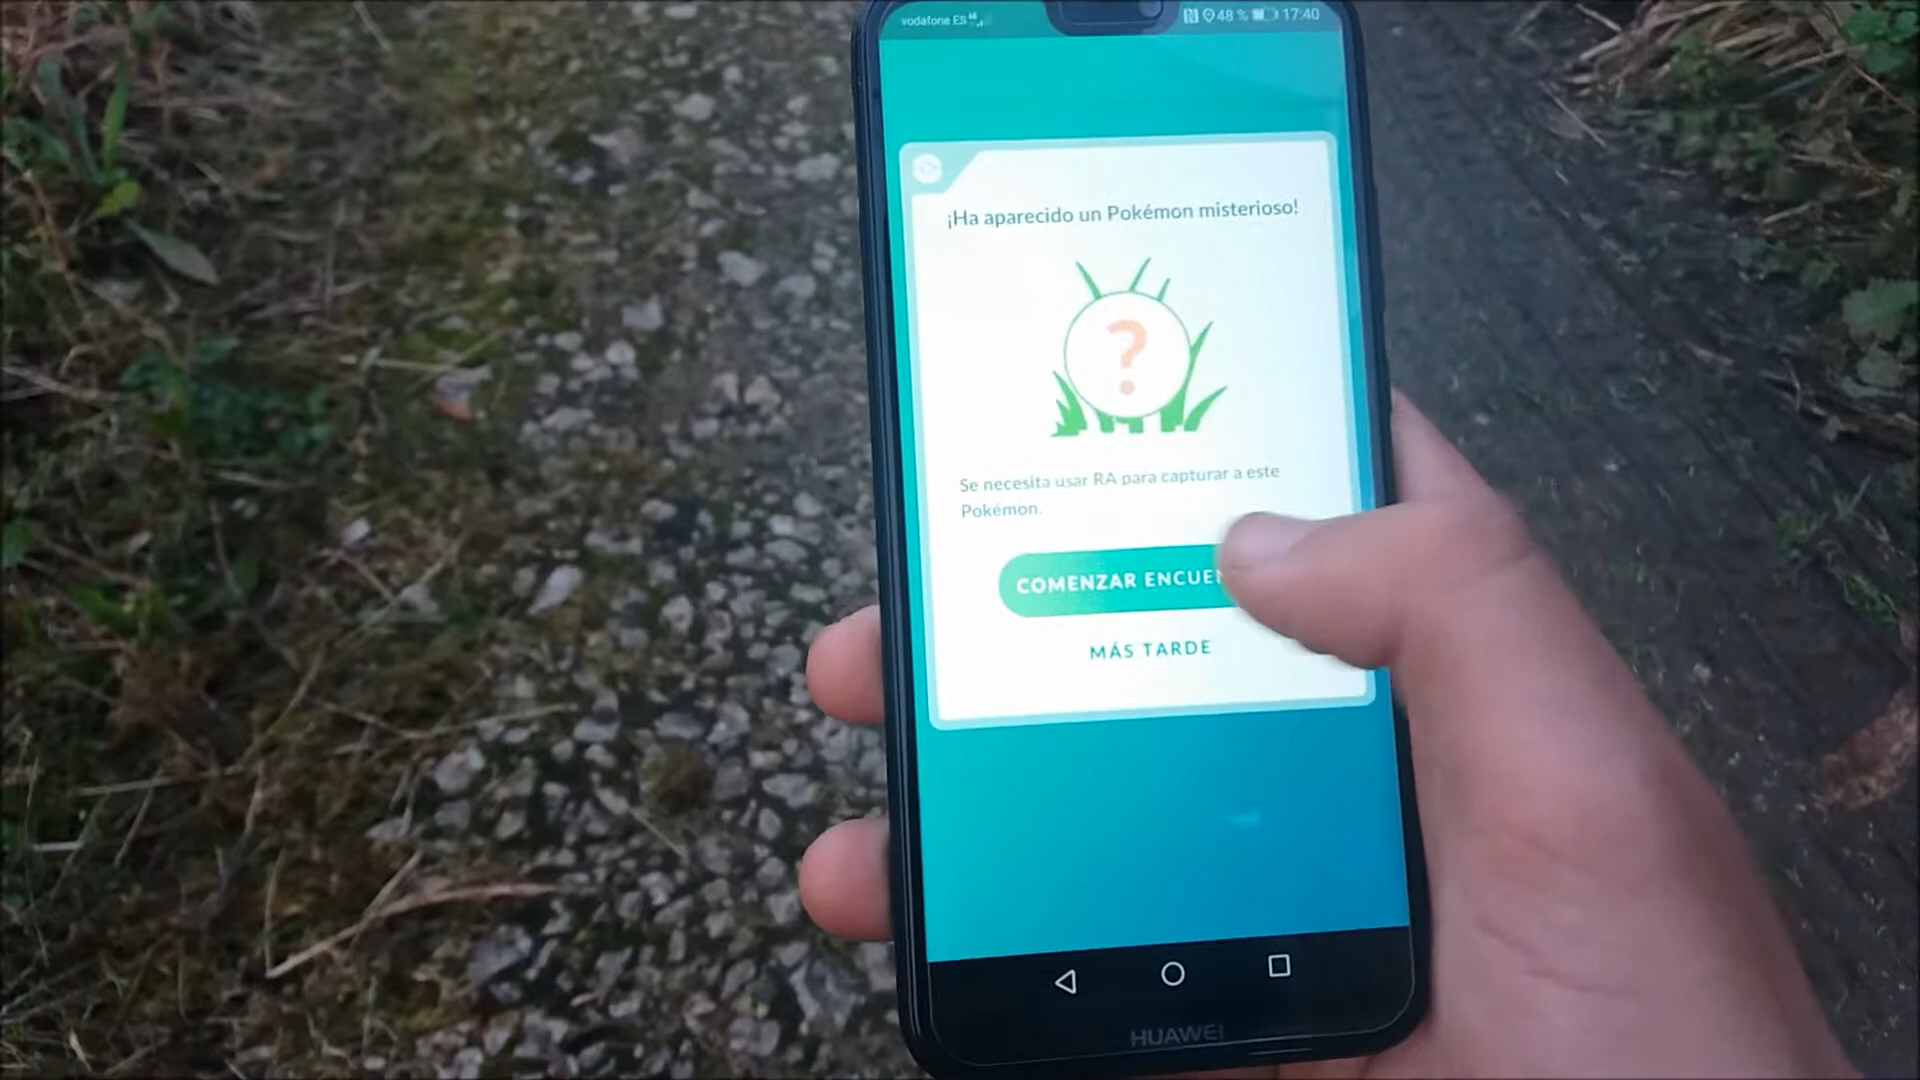 vodafone ES 48 % 17:40
¡Ha aparecido un Pokémon misterioso!
?
Se necesita usar RA para capturar a este
Pokémon.
COMENZAR ENCUEN
MÁS TARDE
HUAWEI